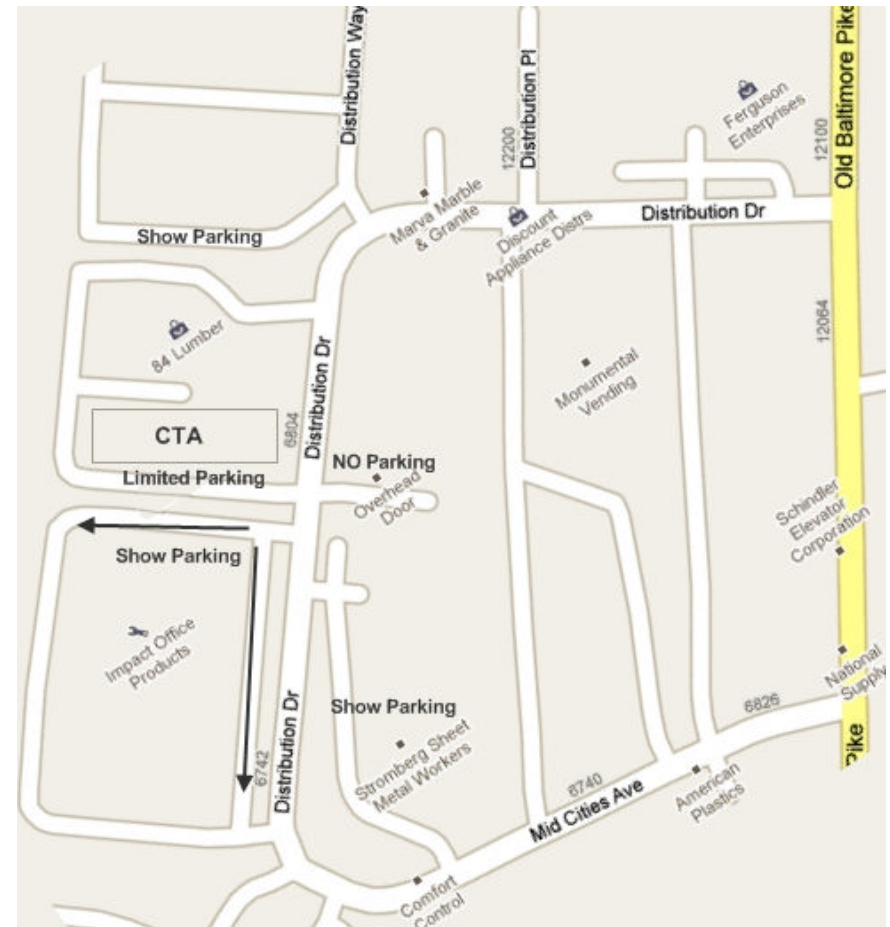 Distribution Way
Distribution Pl
12200
Ferguson
Enterprises
12100
Old Baltimore Pike
Marva Marble
& Granite
Discount
Appliance Distrs
Distribution Dr
Show Parking
84 Lumber
Distribution Dr
6804
12064
Monumental
Vending
CTA
NO Parking
Limited Parking
Overhead
Door
Schindler
Elevator
Corporation
Show Parking
Impact Office
Products
National
Supply
6826
Show Parking
Distribution Dr
6742
Stromberg Sheet
Metal Workers
6740
Mid Cities Ave
American
Plastics
Pike
Comfort
Control